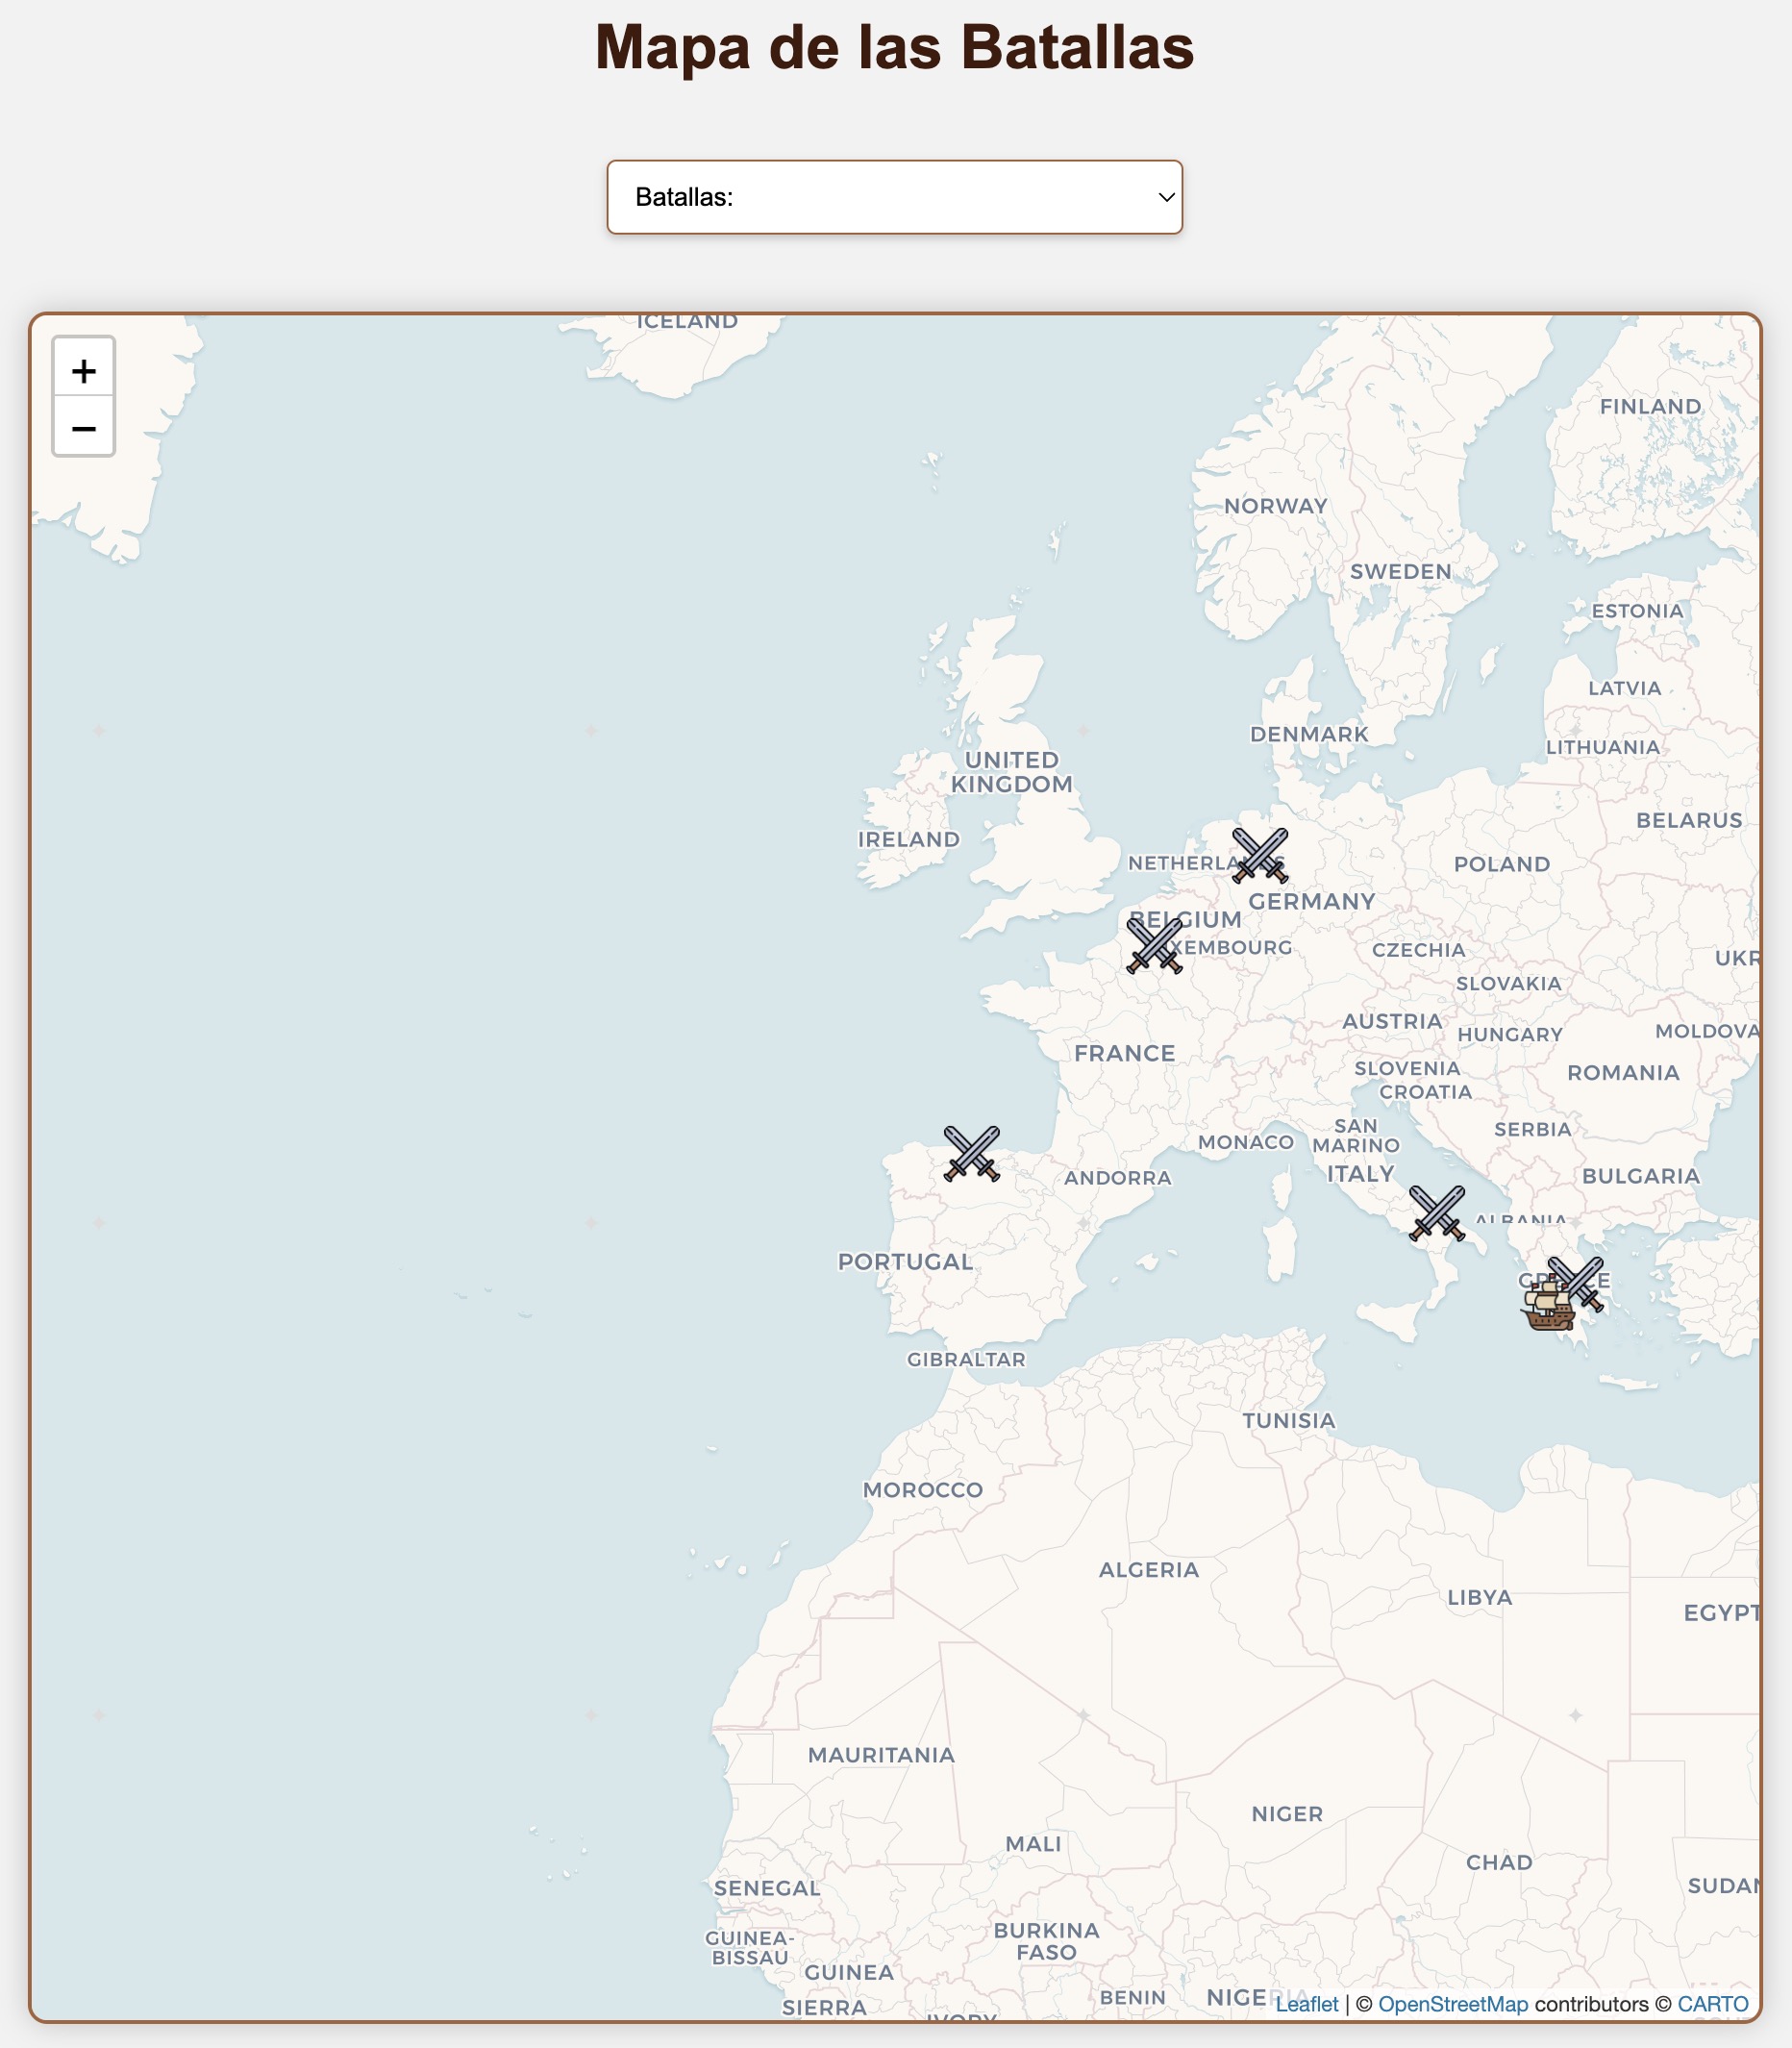 Mapa de las Batallas
Batallas:
+
−
ICELAND
FINLAND
NORWAY
SWEDEN
ESTONIA
LATVIA
DENMARK
LITHUANIA
UNITED
KINGDOM
BELARUS
IRELAND
NETHERLANDS
POLAND
GERMANY
BELGIUM
XEMBOURG
CZECHIA
UKR
SLOVAKIA
AUSTRIA
HUNGARY
MOLDOVA
FRANCE
SLOVENIA
ROMANIA
CROATIA
SAN
MARINO
SERBIA
MONACO
ITALY
ANDORRA
BULGARIA
ALBANIA
PORTUGAL
GREECE
GIBRALTAR
TUNISIA
MOROCCO
ALGERIA
LIBYA
EGYPT
MAURITANIA
NIGER
MALI
CHAD
SENEGAL
SUDAN
BURKINA
FASO
GUINEA-
BISSAU
GUINEA
BENIN
NIGERIA
SIERRA
IVORY
Leaflet | © OpenStreetMap contributors © CARTO